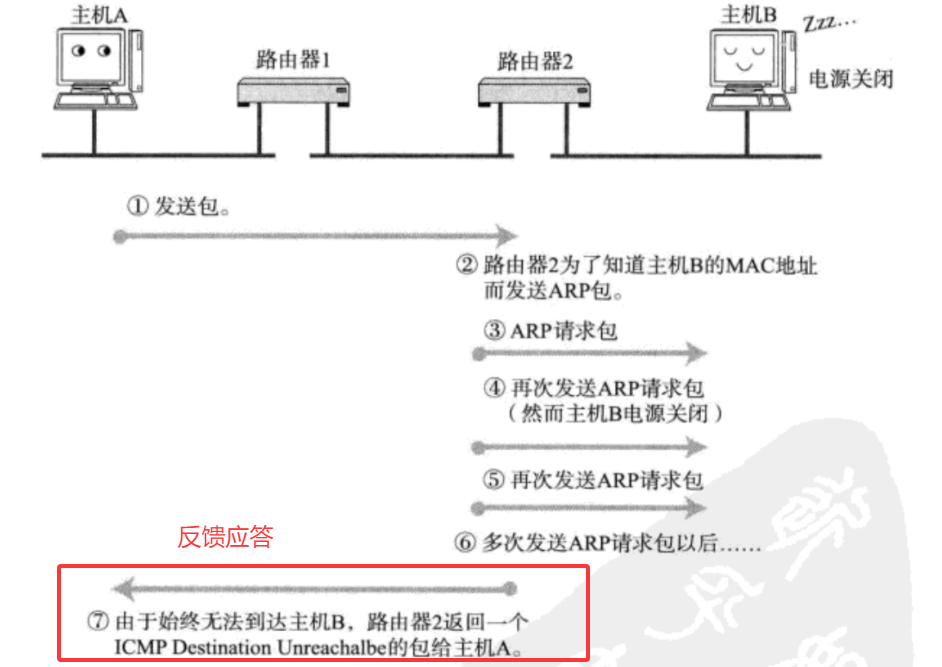 主机A
主机B
Zzz…
路由器1
路由器2
电源关闭
① 发送包。
② 路由器2为了知道主机B的MAC地址
而发送ARP包。
③ ARP请求包
④ 再次发送ARP请求包
（然而主机B电源关闭）
⑤ 再次发送ARP请求包
反馈应答
⑥ 多次发送ARP请求包以后……
⑦ 由于始终无法到达主机B，路由器2返回一个
ICMP Destination Unreachalbe的包给主机A。